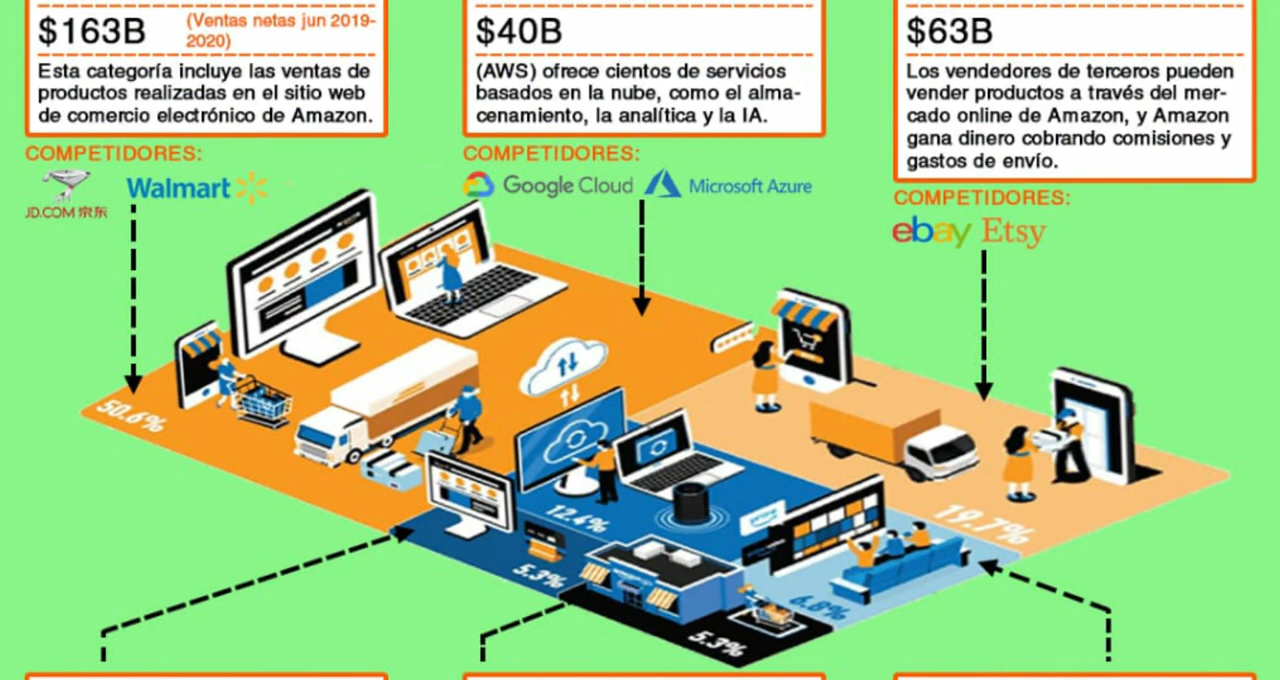 $163B
(Ventas netas jun 2019-
2020)
Esta categoría incluye las ventas de
productos realizadas en el sitio web
de comercio electrónico de Amazon.
COMPETIDORES:
JD.COM 京东
Walmart
$40B
(AWS) ofrece cientos de servicios
basados en la nube, como el alma-
cenamiento, la analítica y la IA.
COMPETIDORES:
Google Cloud
Microsoft Azure
$63B
Los vendedores de terceros pueden
vender productos a través del mer-
cado online de Amazon, y Amazon
gana dinero cobrando comisiones y
gastos de envío.
COMPETIDORES:
ebay
Etsy
50.6%
12.4%
19.7%
prime
5.3%
6.8%
5.3%